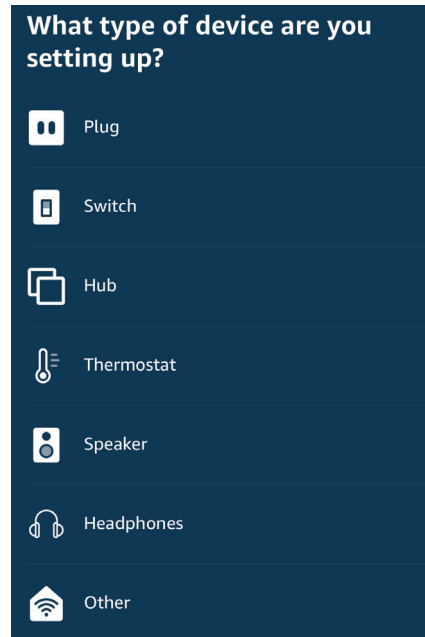 What type of device are you
setting up?
Plug
Switch
Hub
Thermostat
Speaker
Headphones
Other